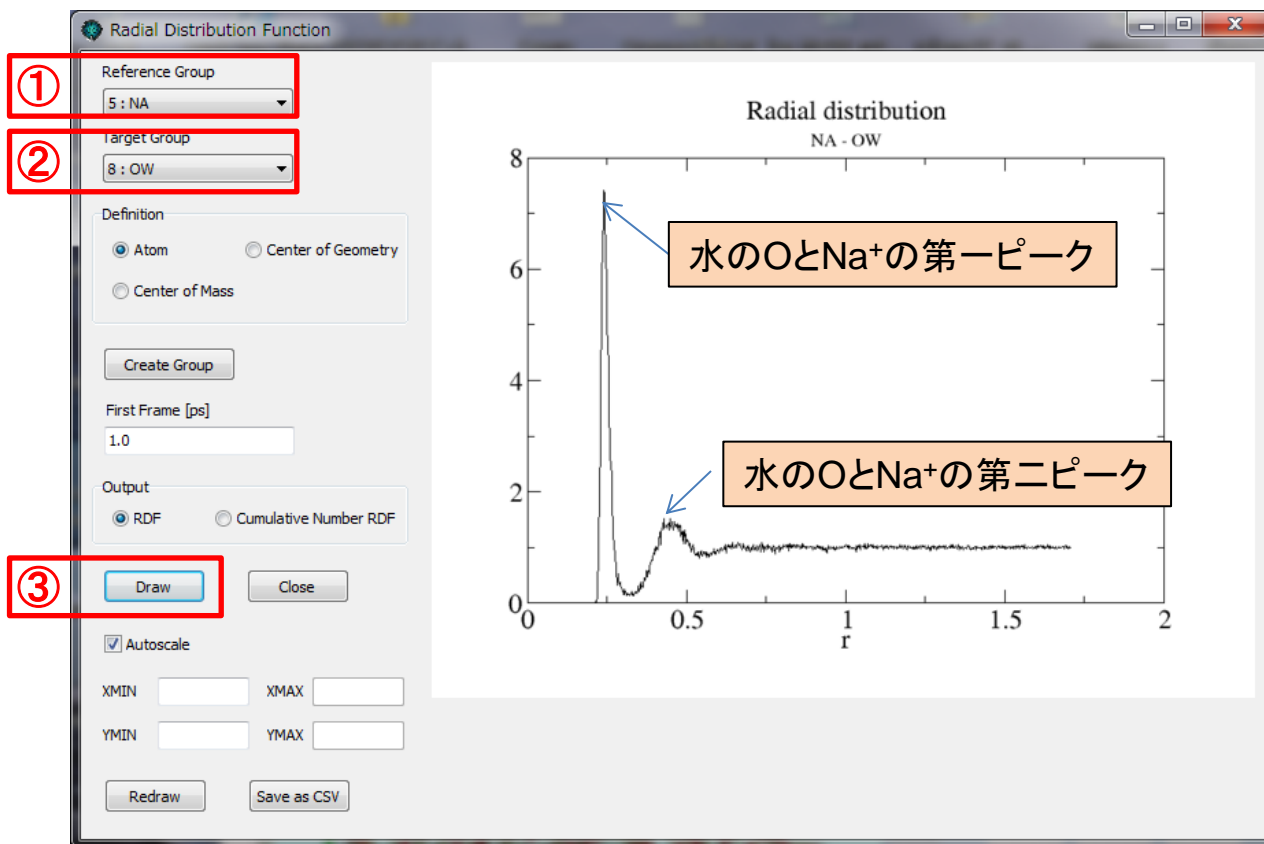 Radial Distribution Function
①
Reference Group
5 : NA
②
Target Group
8 : OW
Definition
Atom
Center of Geometry
Center of Mass
Create Group
First Frame [ps]
1.0
Output
RDF
Cumulative Number RDF
③
Draw
Close
Autoscale
XMIN
XMAX
YMIN
YMAX
Redraw
Save as CSV
Radial distribution
NA - OW
8
6
4
2
0
水のOとNa⁺の第一ピーク
水のOとNa⁺の第二ピーク
0 0.5 1 1.5 2
r